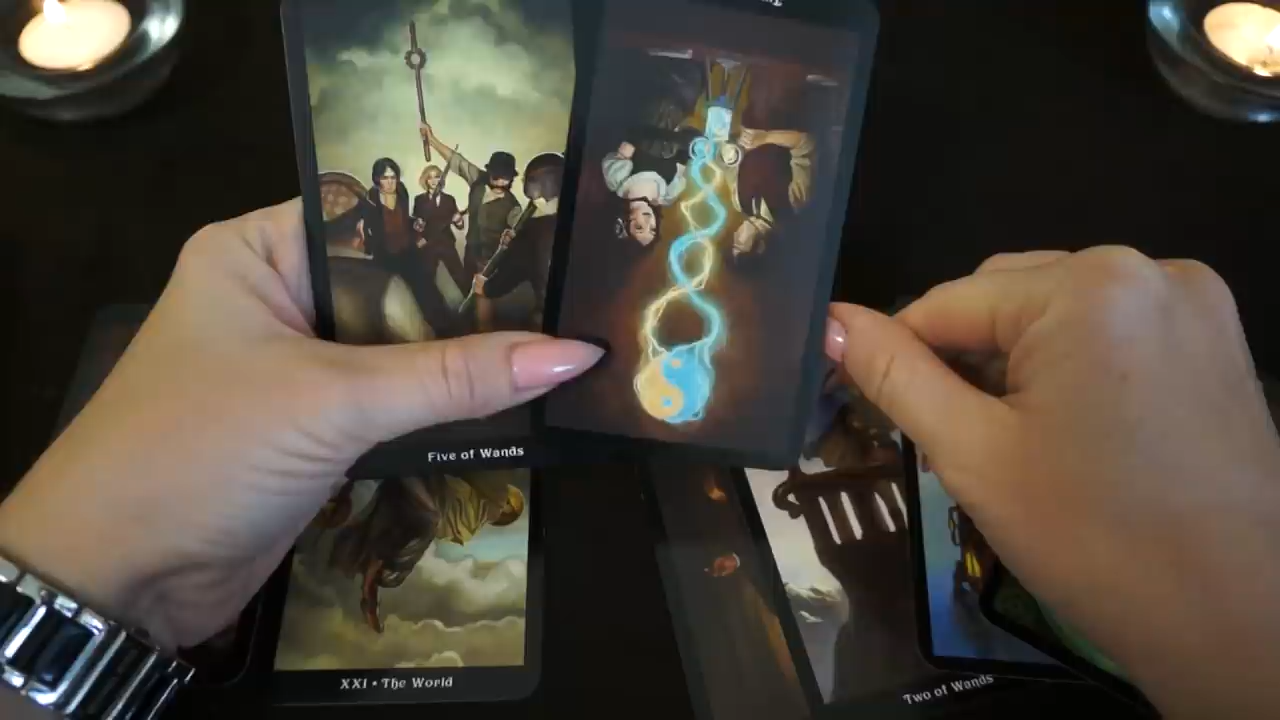 Five of Wands
XXI • The World
Two of Wands